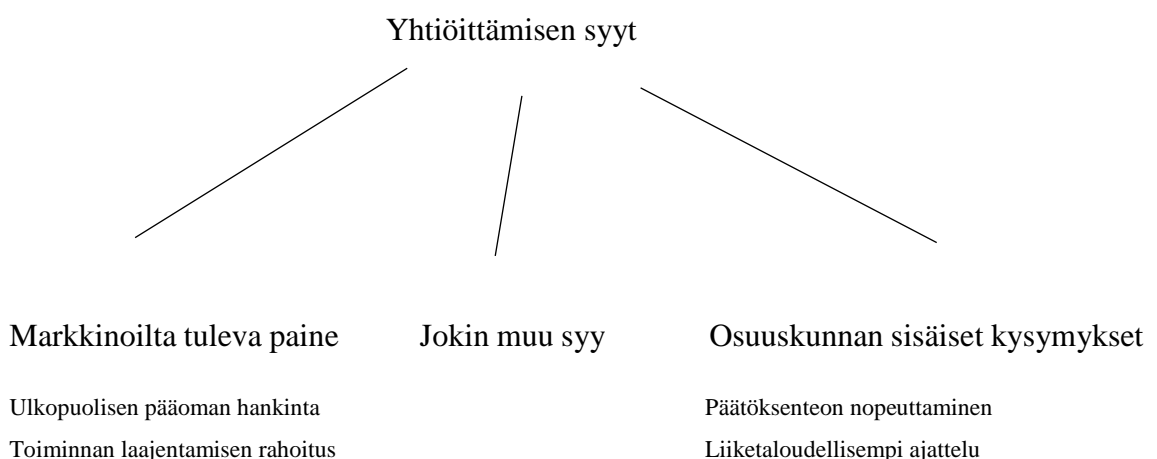 Yhtiöittämisen syyt
Markkinoilta tuleva paine
Jokin muu syy
Osuuskunnan sisäiset kysymykset
Ulkopuolisen pääoman hankinta
Päätöksenteon nopeuttaminen
Toiminnan laajentamisen rahoitus
Liiketaloudellisempi ajattelu